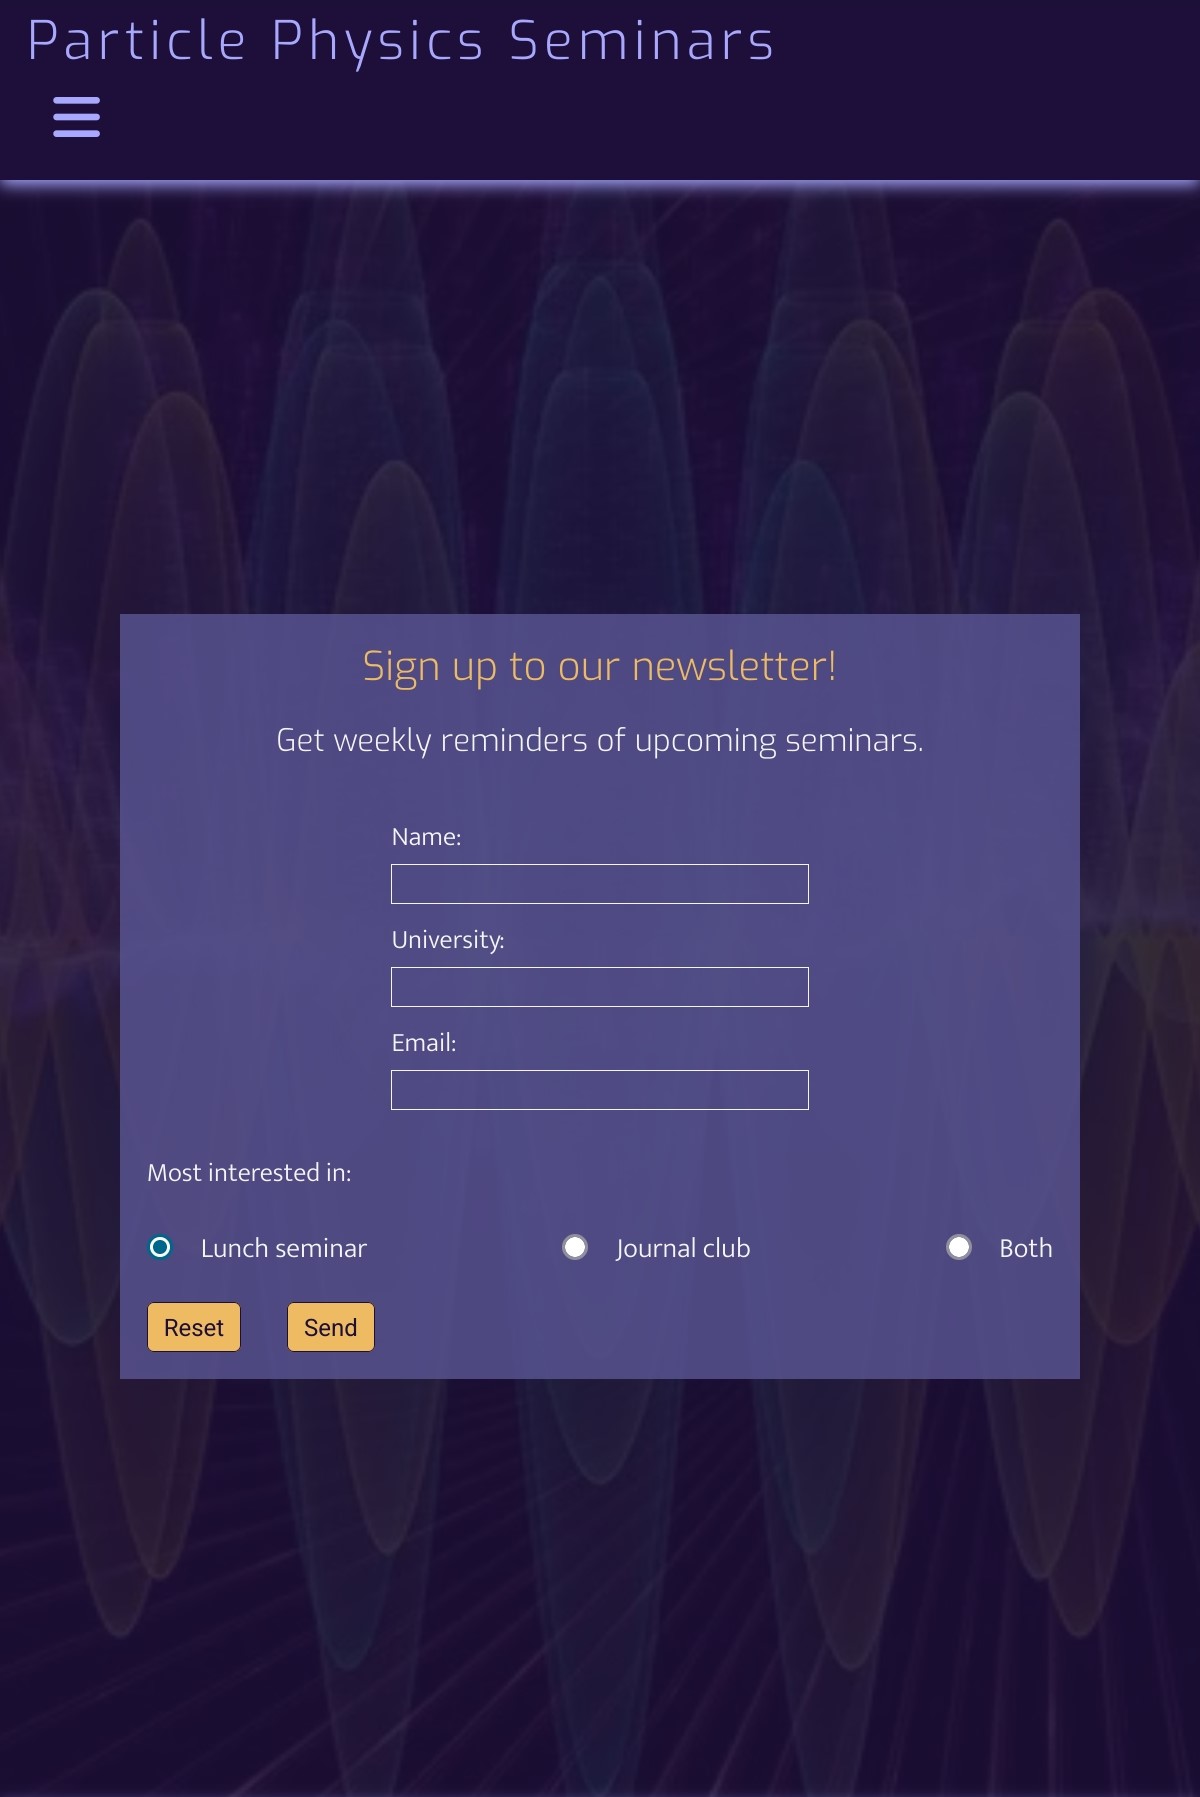 Particle Physics Seminars
Sign up to our newsletter!
Get weekly reminders of upcoming seminars.
Name:
University:
Email:
Most interested in:
Lunch seminar Journal club Both
Reset Send